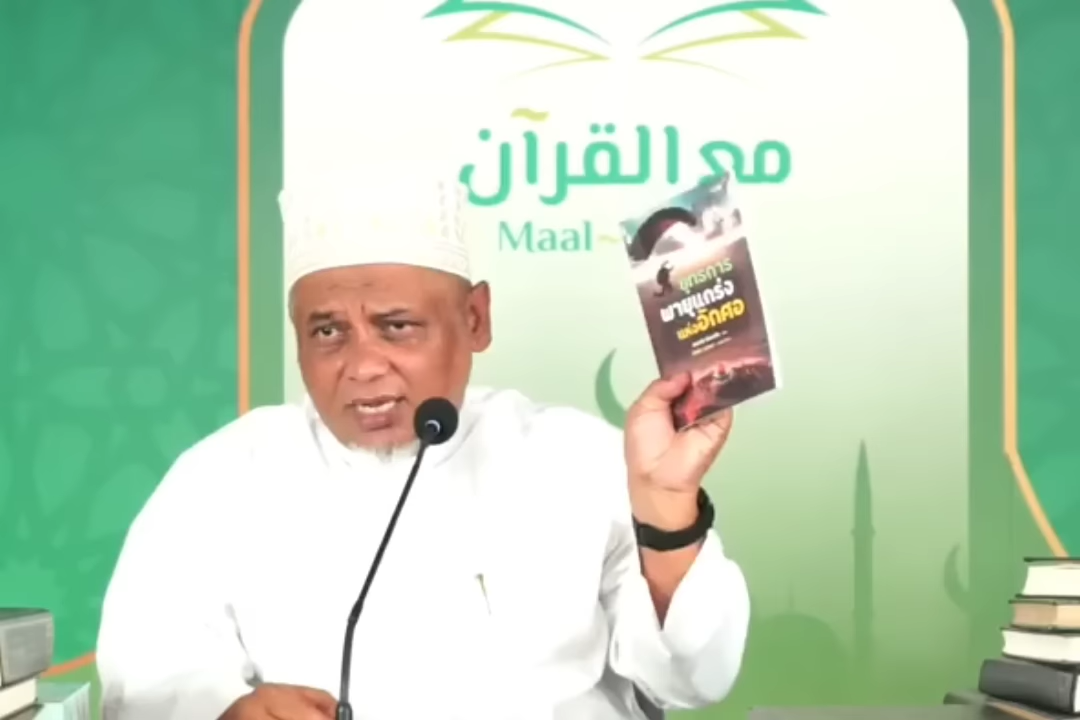 مع القرآن
Maal~
ยุทธการ
พายุแกร่ง
แห่งอักศอ